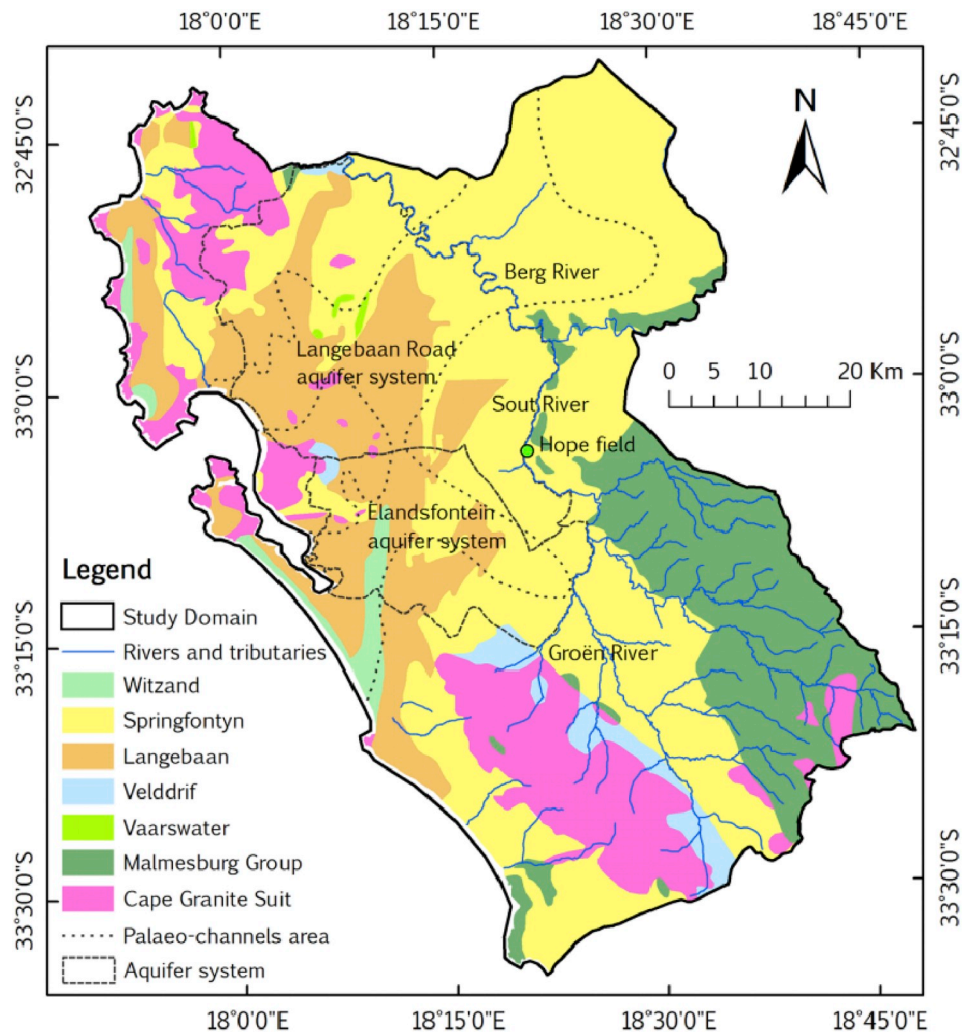 18°0'0"E 18°15'0"E 18°30'0"E 18°45'0"E
N
32°45'0"S
32°45'0"S
Berg River
Langebaan Road
aquifer system
33°0'0"S
0 5 10 20 Km
33°0'0"S
Sout River
Hope field
Elandsfontein
aquifer system
33°15'0"S
Groën River
33°15'0"S
33°30'0"S
33°30'0"S
Legend
Study Domain
Rivers and tributaries
Witzand
Springfontyn
Langebaan
Velddrif
Vaarswater
Malmesburg Group
Cape Granite Suit
Palaeo-channels area
Aquifer system
18°0'0"E 18°15'0"E 18°30'0"E 18°45'0"E